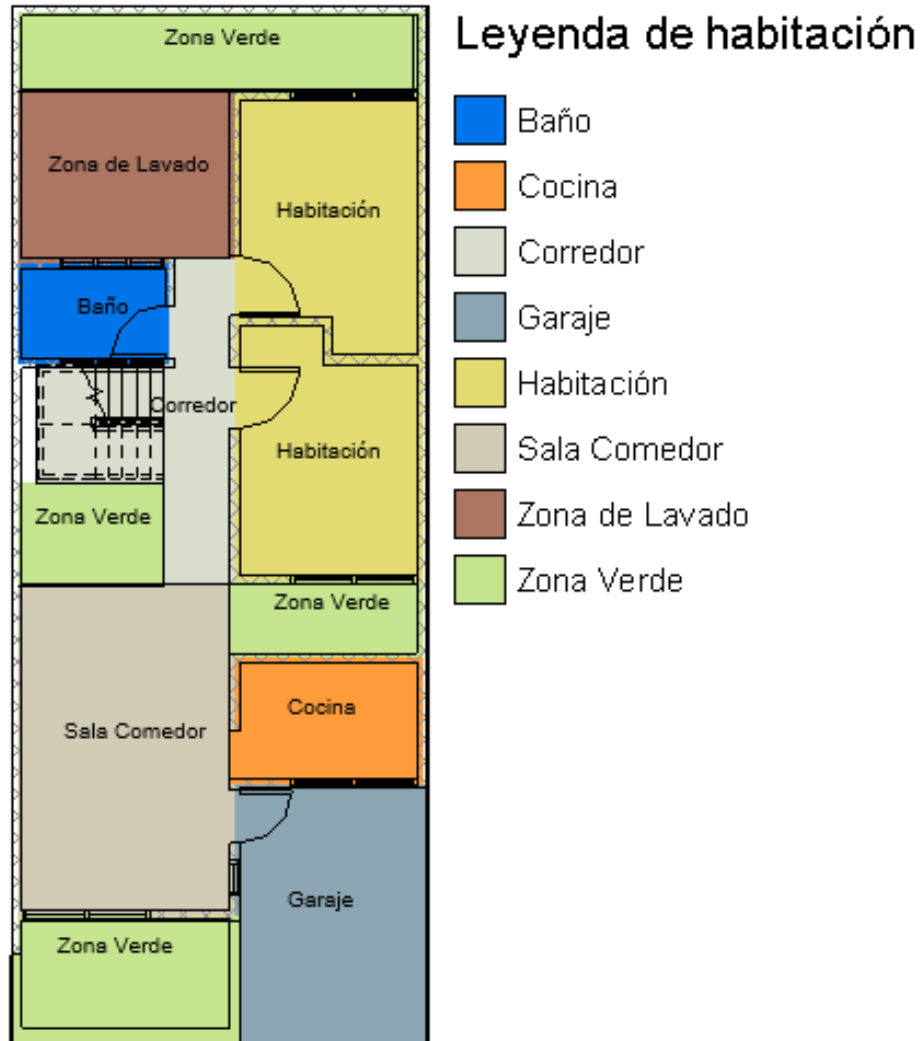 Zona Verde
Zona de Lavado
Habitación
Baño
Corredor
Habitación
Zona Verde
Zona Verde
Cocina
Sala Comedor
Garaje
Zona Verde
Leyenda de habitación
Baño
Cocina
Corredor
Garaje
Habitación
Sala Comedor
Zona de Lavado
Zona Verde